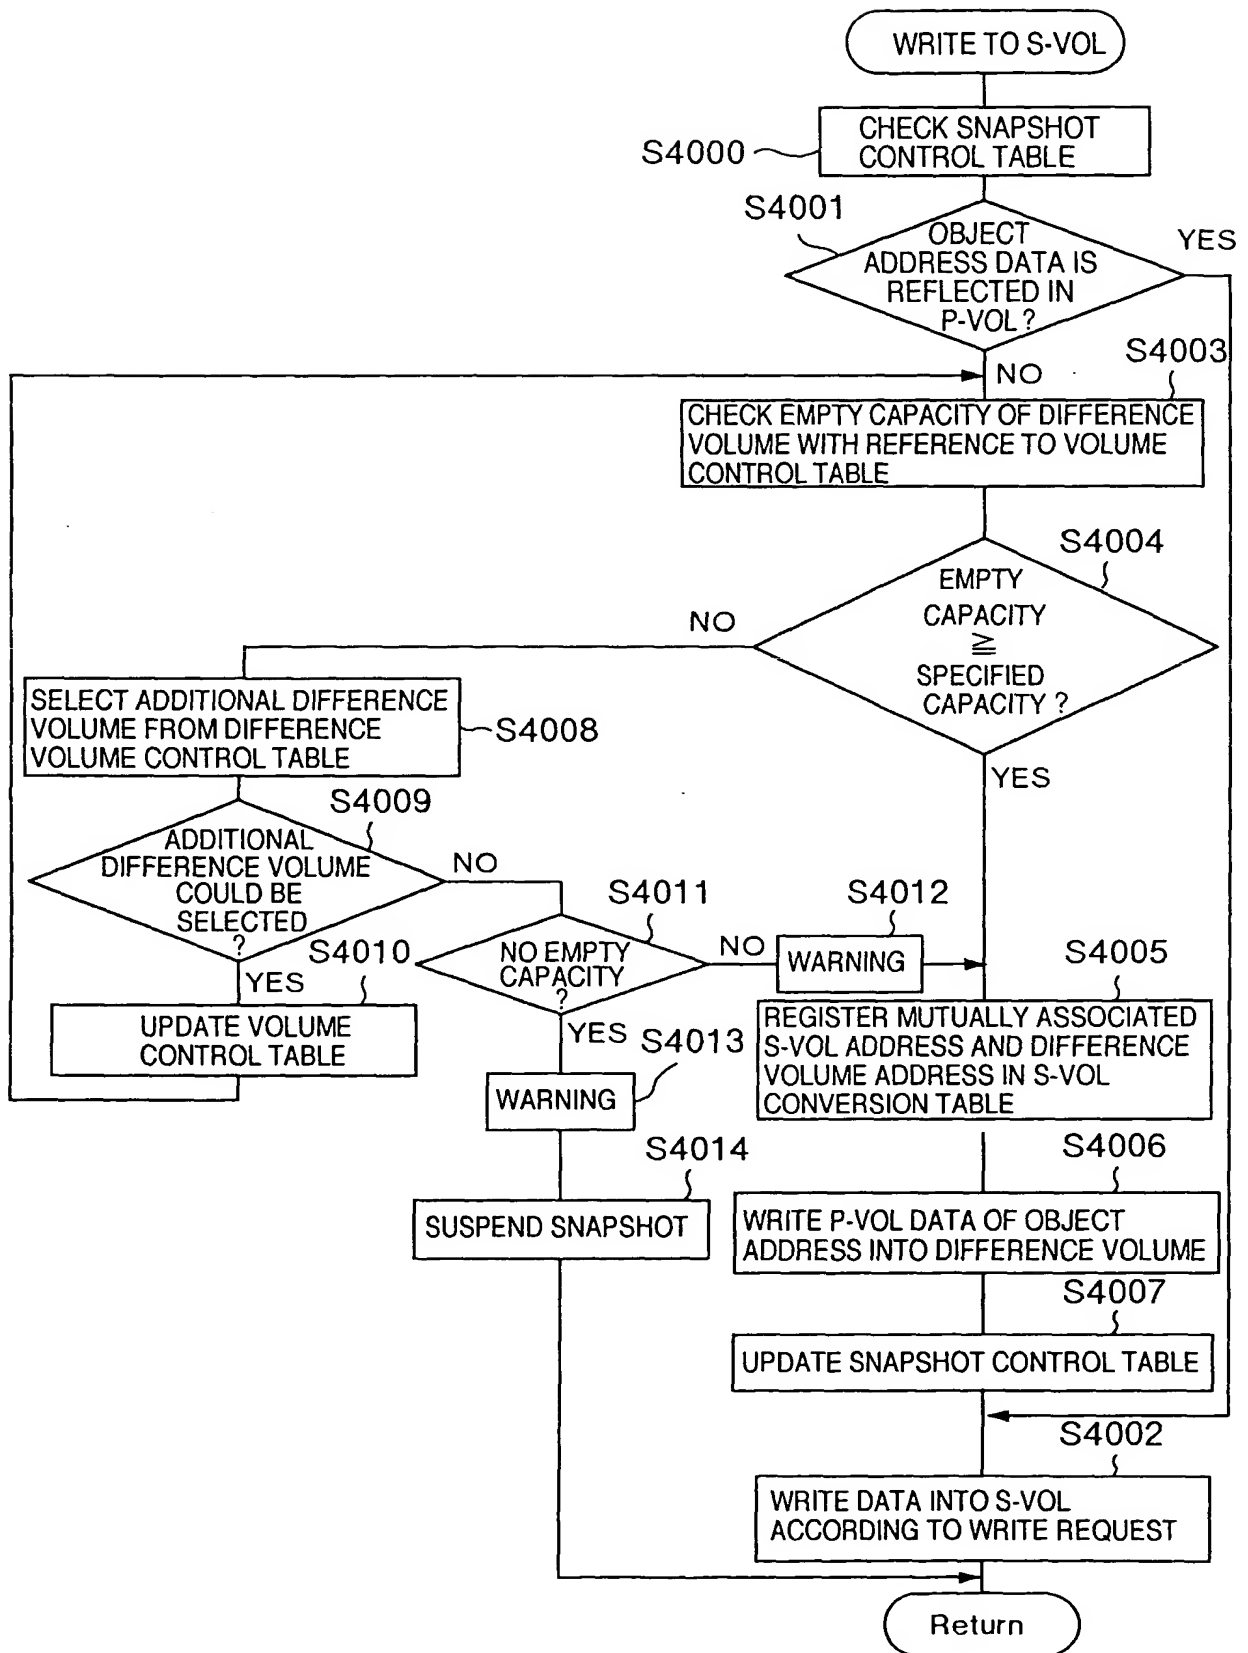 WRITE TO S-VOL
CHECK SNAPSHOT
CONTROL TABLE
S4000
S4001
OBJECT
ADDRESS DATA IS
REFLECTED IN
P-VOL?
YES
NO
S4003
CHECK EMPTY CAPACITY OF DIFFERENCE
VOLUME WITH REFERENCE TO VOLUME
CONTROL TABLE
S4004
EMPTY
CAPACITY
≧
SPECIFIED
CAPACITY ?
NO
YES
SELECT ADDITIONAL DIFFERENCE
VOLUME FROM DIFFERENCE
VOLUME CONTROL TABLE
S4008
S4009
ADDITIONAL
DIFFERENCE VOLUME
COULD BE
SELECTED
?
NO
YES
S4010
UPDATE VOLUME
CONTROL TABLE
S4011
NO EMPTY
CAPACITY
?
NO
YES
S4012
WARNING
S4013
WARNING
S4014
SUSPEND SNAPSHOT
S4005
REGISTER MUTUALLY ASSOCIATED
S-VOL ADDRESS AND DIFFERENCE
VOLUME ADDRESS IN S-VOL
CONVERSION TABLE
S4006
WRITE P-VOL DATA OF OBJECT
ADDRESS INTO DIFFERENCE VOLUME
S4007
UPDATE SNAPSHOT CONTROL TABLE
S4002
WRITE DATA INTO S-VOL
ACCORDING TO WRITE REQUEST
Return